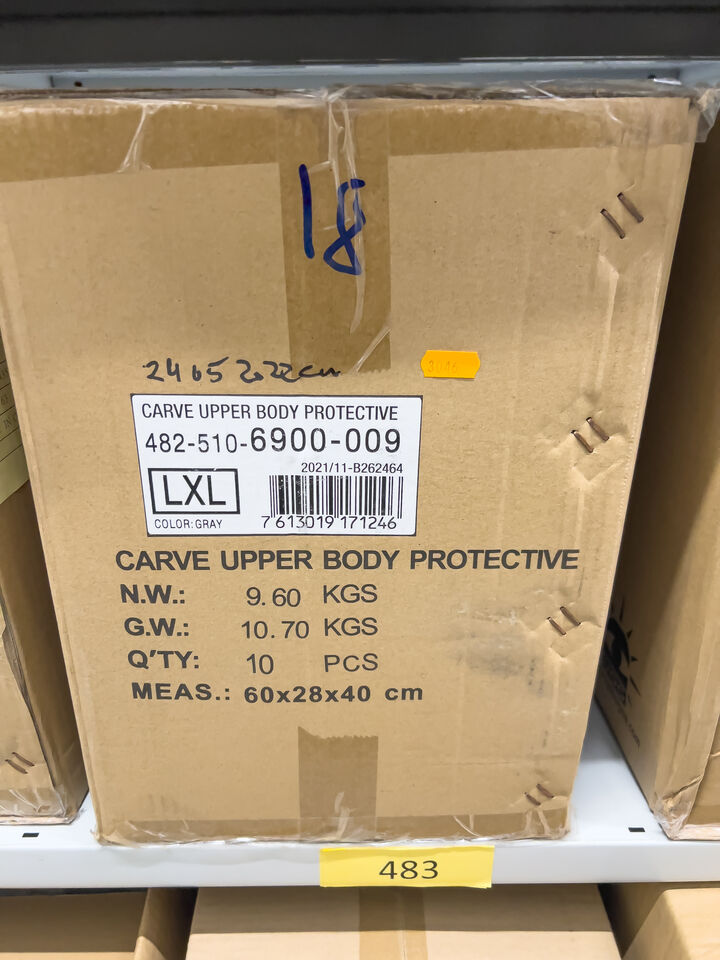 18
CARVE UPPER BODY PROTECTIVE
482-510-6900-009
2021/11-B262464
LXL
COLOR:GRAY
7 613019 171246
CARVE UPPER BODY PROTECTIVE
N.W.: 9.60 KGS
G.W.: 10.70 KGS
Q'TY: 10 PCS
MEAS.: 60x28x40 cm
483